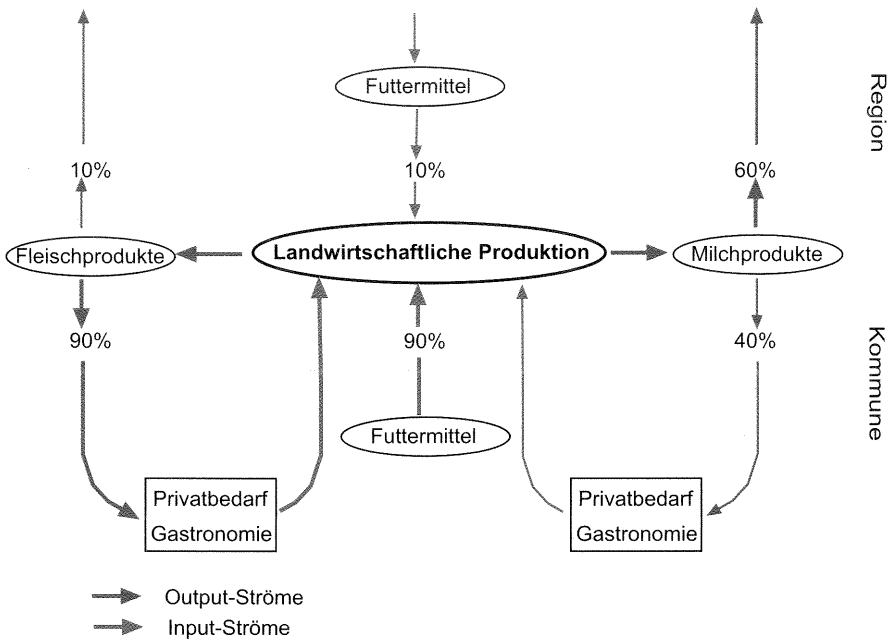 Futtermittel
Region
10%
10%
60%
Fleischprodukte
Landwirtschaftliche Produktion
Milchprodukte
90%
90%
40%
Kommune
Futtermittel
Privatbedarf
Gastronomie
Privatbedarf
Gastronomie
Output-Ströme
Input-Ströme